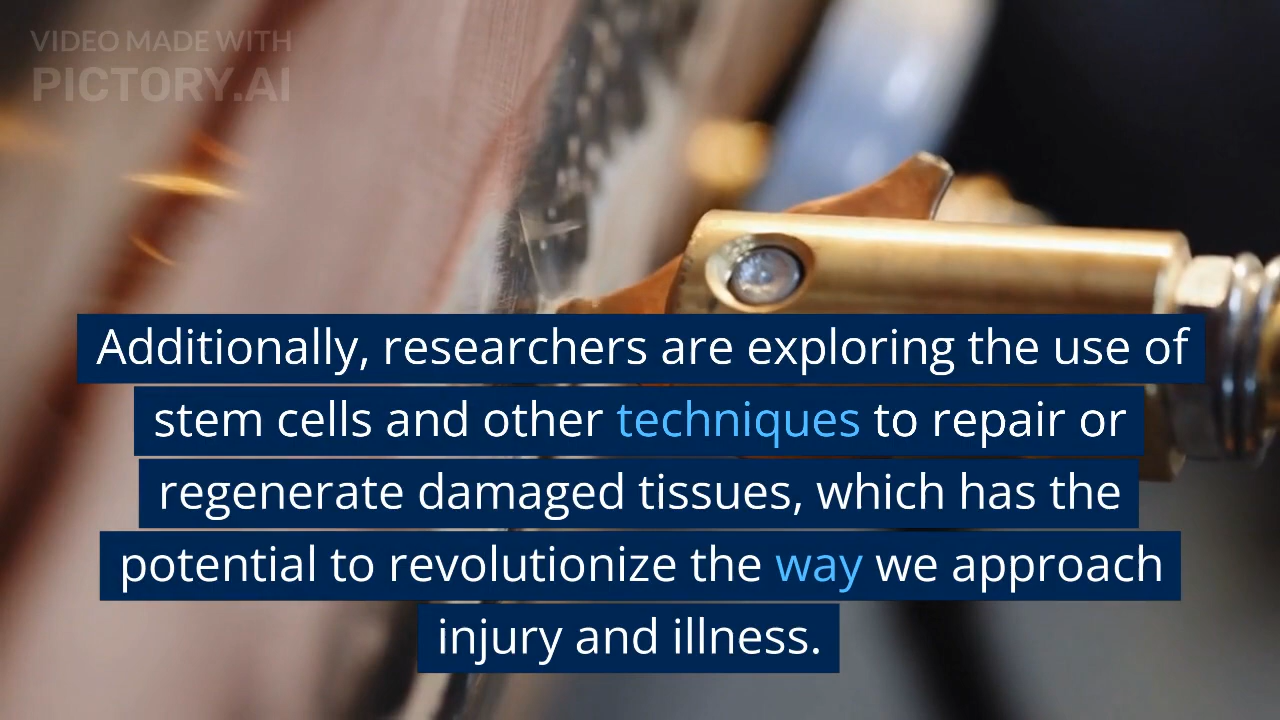 VIDEO MADE WITH
PICTORY.AI
Additionally, researchers are exploring the use of
stem cells and other techniques to repair or
regenerate damaged tissues, which has the
potential to revolutionize the way we approach
injury and illness.